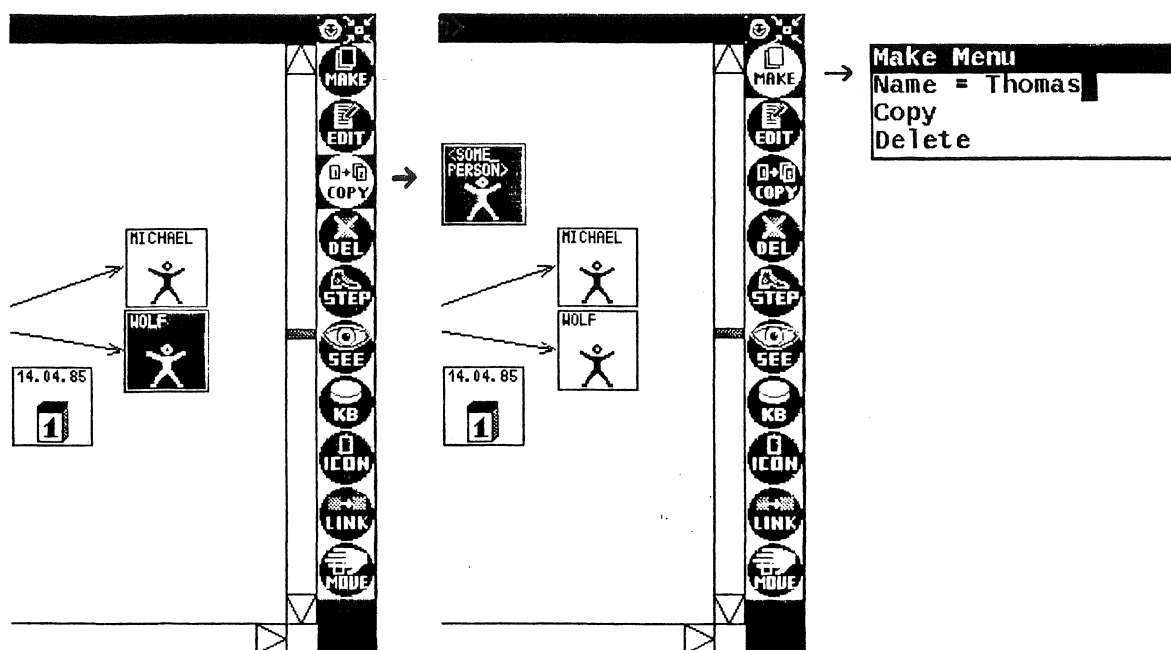 MAKE
EDIT
COPY
DEL
STEP
SEE
KB
ICON
LINK
MOVE
MICHAEL
WOLF
14.04.85
1
→
<SOME_
PERSON>
MICHAEL
WOLF
14.04.85
1
MAKE
EDIT
COPY
DEL
STEP
SEE
KB
ICON
LINK
MOVE
→
Make Menu
Name = Thomas
Copy
Delete